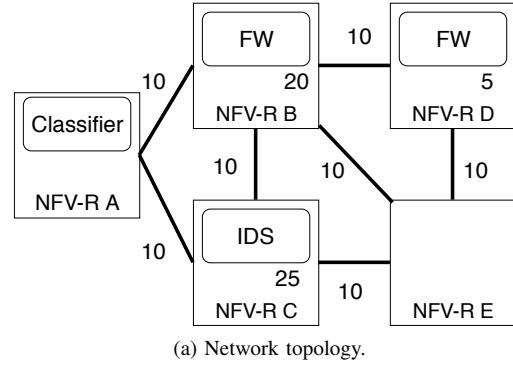 FW
20
NFV-R B
10
FW
5
NFV-R D
10
Classifier
NFV-R A
10
10
10
10
IDS
25
NFV-R C
10
NFV-R E
(a) Network topology.